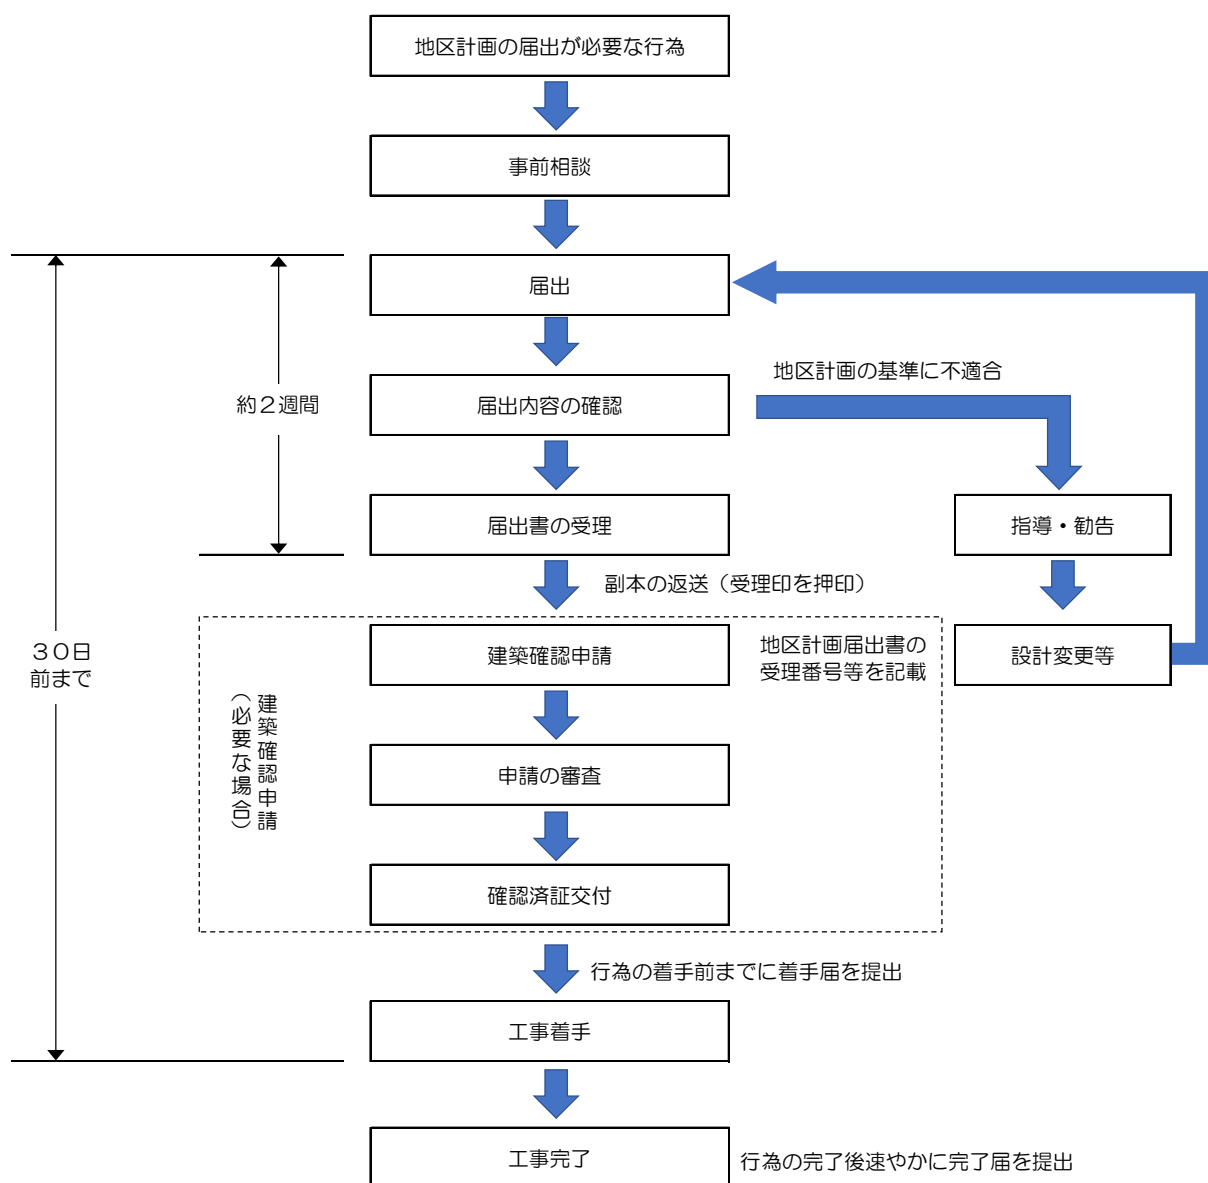 地区計画の届出が必要な行為
事前相談
届出
地区計画の基準に不適合
届出内容の確認
約２週間
届出書の受理
指導・勧告
副本の返送（受理印を押印）
建築確認申請
地区計画届出書の
受理番号等を記載
設計変更等
３０日
前まで
建築確認申請
（必要な場合）
申請の審査
確認済証交付
行為の着手前までに着手届を提出
工事着手
工事完了
行為の完了後速やかに完了届を提出